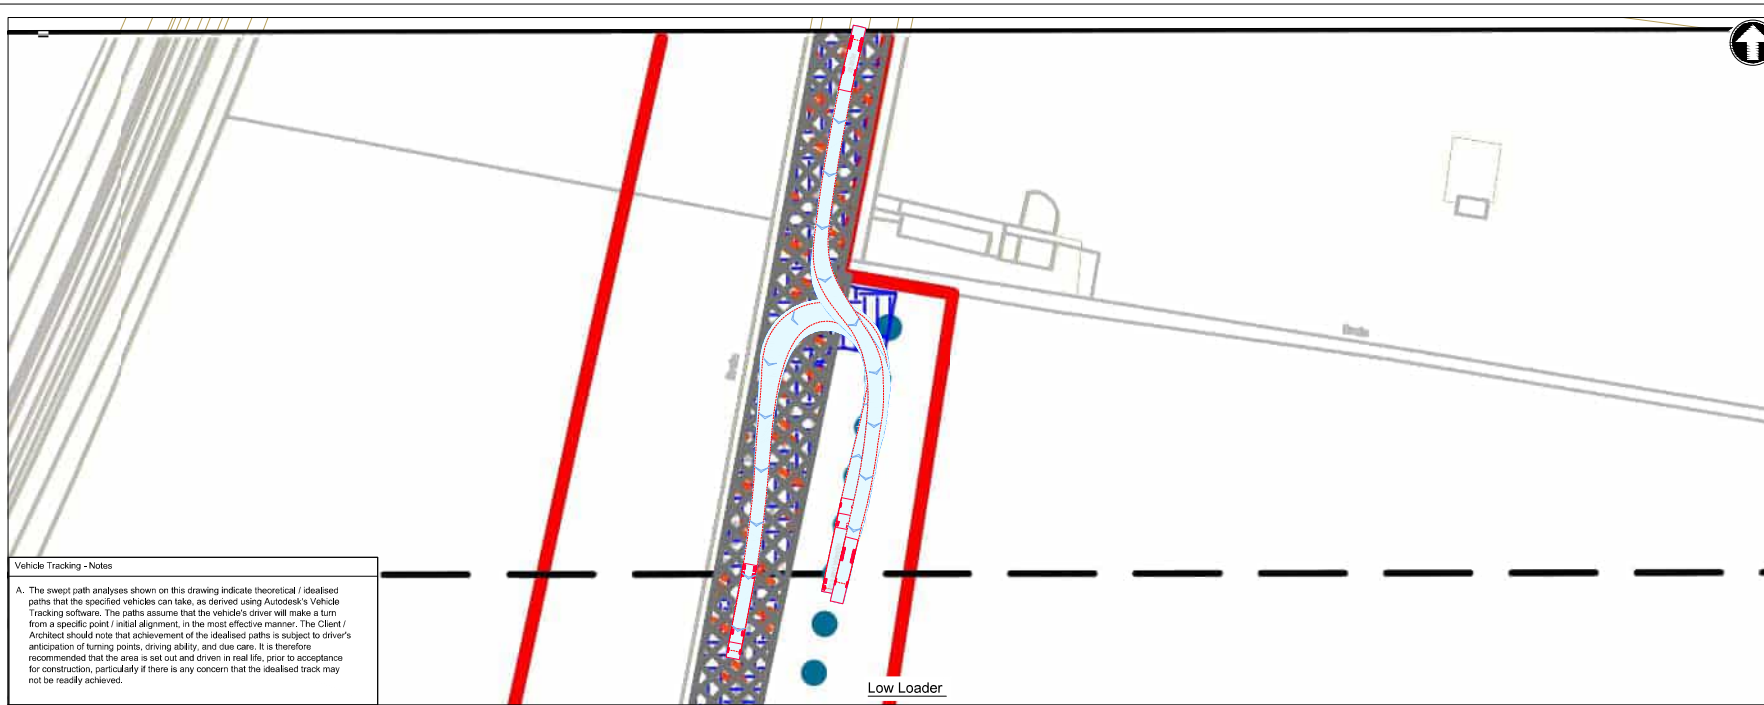 Vehicle Tracking - Notes
A. The swept path analyses shown on this drawing indicate theoretical / idealised
paths that the specified vehicles can take, as derived using Autodesk's Vehicle
Tracking software. The paths assume that the vehicle's driver will make a turn
from a specific point / initial alignment, in the most effective manner. The Client /
Architect should note that achievement of the idealised paths is subject to driver's
anticipation of turning points, driving ability, and due care. It is therefore
recommended that the area is set out and driven in real life, prior to acceptance
for construction, particularly if there is any concern that the idealised track may
not be readily achieved.
Low Loader